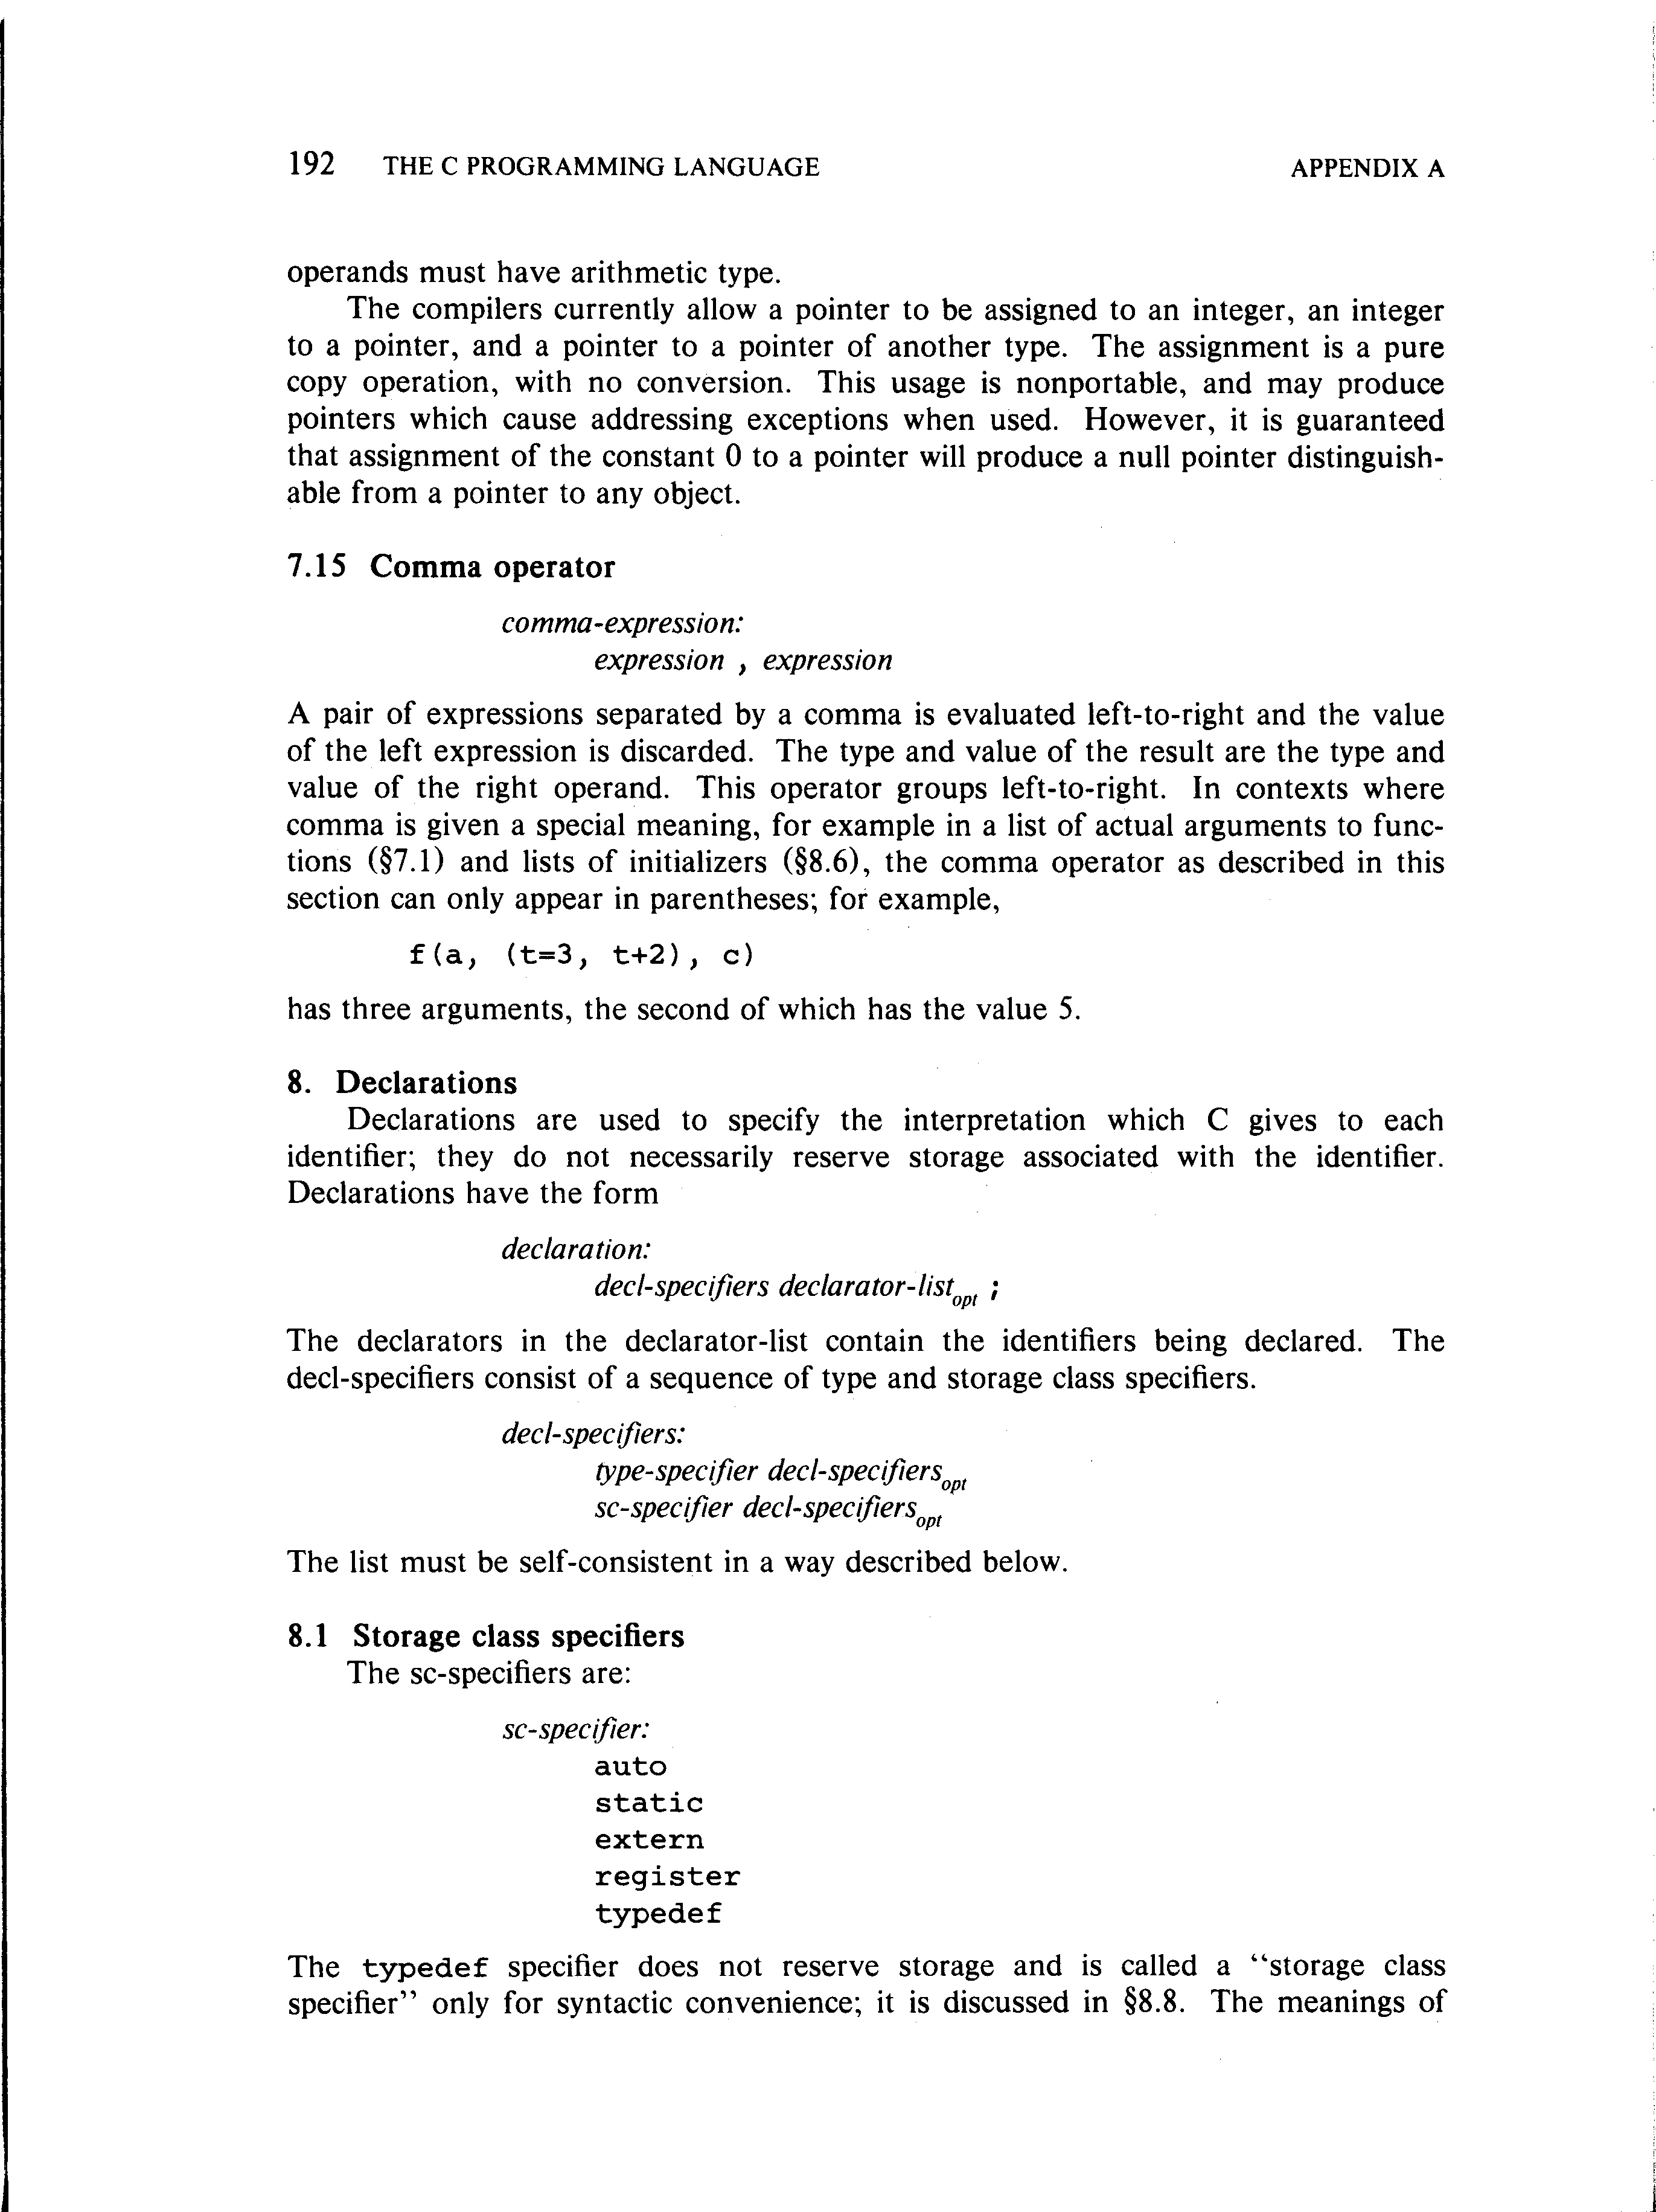 192 THE C PROGRAMMING LANGUAGE APPENDIX A
operands must have arithmetic type.
The compilers currently allow a pointer to be assigned to an integer, an integer
to a pointer, and a pointer to a pointer of another type. The assignment is a pure
copy operation, with no conversion. This usage is nonportable, and may produce
pointers which cause addressing exceptions when used. However, it is guaranteed
that assignment of the constant 0 to a pointer will produce a null pointer distinguish-
able from a pointer to any object.
7.15 Comma operator
comma-expression:
expression , expression
A pair of expressions separated by a comma is evaluated left-to-right and the value
of the left expression is discarded. The type and value of the result are the type and
value of the right operand. This operator groups left-to-right. In contexts where
comma is given a special meaning, for example in a list of actual arguments to func-
tions (§7.1) and lists of initializers (§8.6), the comma operator as described in this
section can only appear in parentheses; for example,
f(a, (t=3, t+2), c)
has three arguments, the second of which has the value 5.
8. Declarations
Declarations are used to specify the interpretation which C gives to each
identifier; they do not necessarily reserve storage associated with the identifier.
Declarations have the form
declaration:
decl-specifiers declarator-list opt ;
The declarators in the declarator-list contain the identifiers being declared. The
decl-specifiers consist of a sequence of type and storage class specifiers.
decl-specifiers:
type-specifier decl-specifiers opt
sc-specifier decl-specifiers opt
The list must be self-consistent in a way described below.
8.1 Storage class specifiers
The sc-specifiers are:
sc-specifier:
auto
static
extern
register
typedef
The typedef specifier does not reserve storage and is called a “storage class
specifier” only for syntactic convenience; it is discussed in §8.8. The meanings of